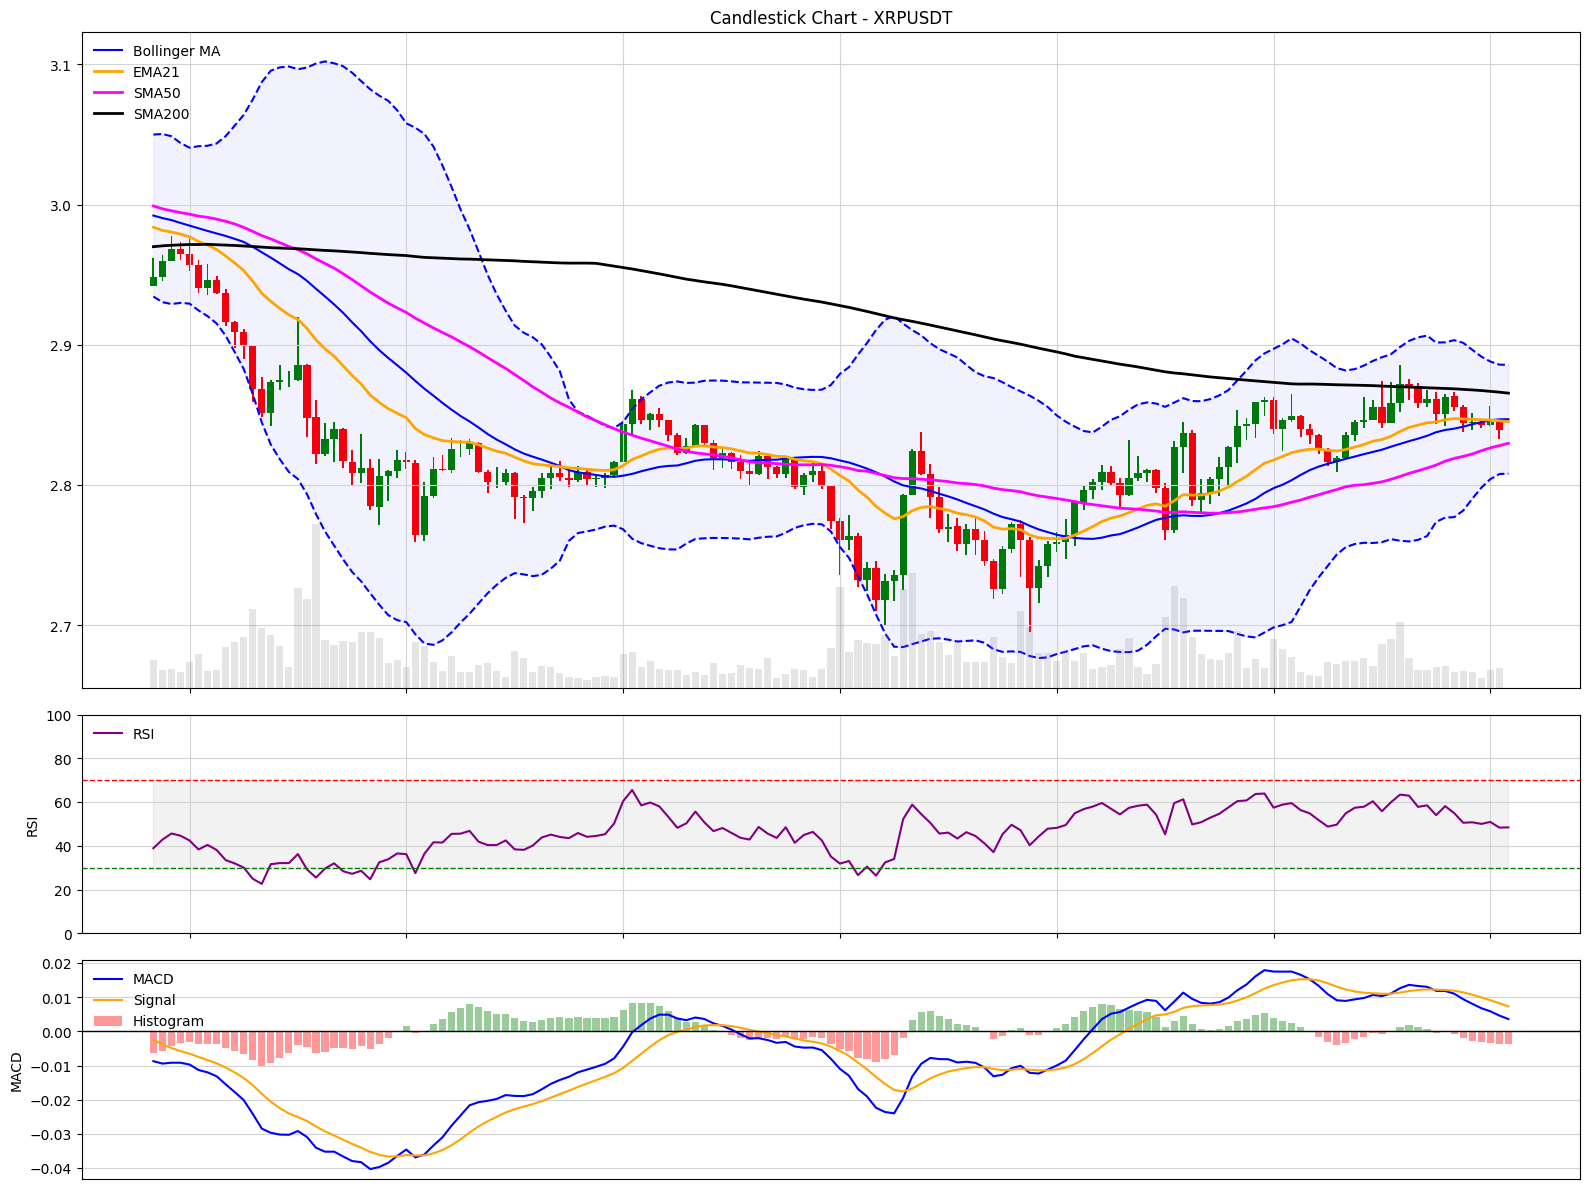 Candlestick Chart - XRPUSDT
Bollinger MA
EMA21
SMA50
SMA200
3.1
3.0
2.9
2.8
2.7
RSI
100
80
60
40
20
0
RSI
MACD
Signal
Histogram
0.02
0.01
0.00
−0.01
−0.02
−0.03
−0.04
MACD